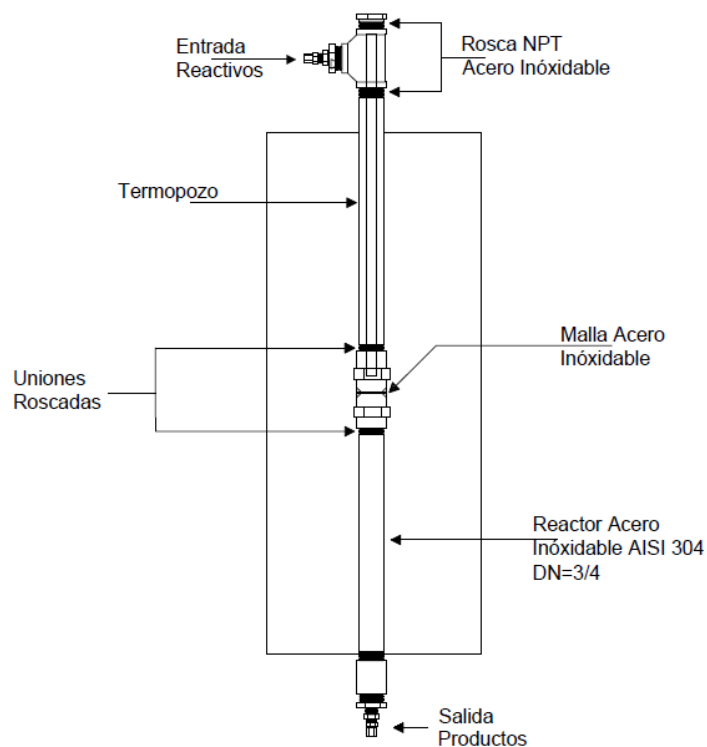 Entrada
Reactivos
Rosca NPT
Acero Inóxidable
Termopozo
Malla Acero
Inóxidable
Uniones
Roscadas
Reactor Acero
Inóxidable AISI 304
DN=3/4
Salida
Productos